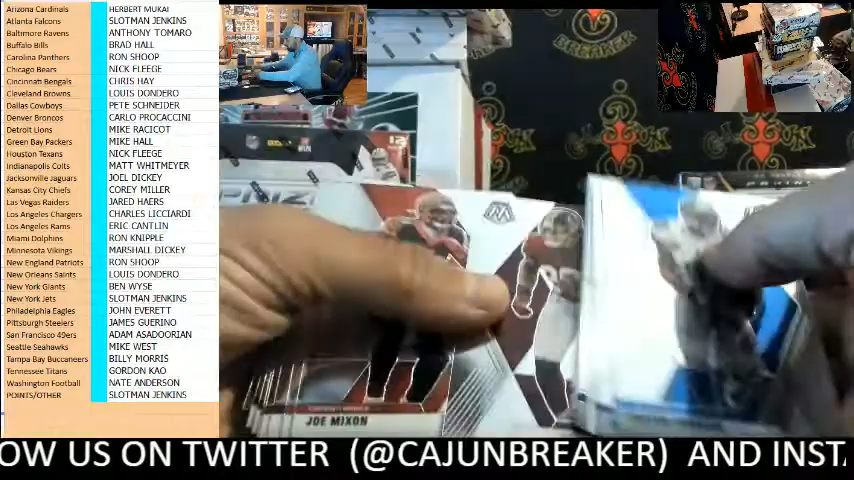 Arizona Cardinals HERBERT MUKAI
Atlanta Falcons SLOTMAN JENKINS
Baltimore Ravens ANTHONY TOMARO
Buffalo Bills BRAD HALL
Carolina Panthers RON SHOOP
Chicago Bears NICK FLEEGE
Cincinnati Bengals CHRIS HAY
Cleveland Browns LOUIS DONDERO
Dallas Cowboys PETE SCHNEIDER
Denver Broncos CARLO PROCACCINI
Detroit Lions MIKE RACICOT
Green Bay Packers MIKE HALL
Houston Texans NICK FLEEGE
Indianapolis Colts MATT WHITMEYER
Jacksonville Jaguars JOEL DICKEY
Kansas City Chiefs COREY MILLER
Las Vegas Raiders JARED HAERS
Los Angeles Chargers CHARLES LICCIARDI
Los Angeles Rams ERIC CANTLIN
Miami Dolphins RON KNIPPLE
Minnesota Vikings MARSHALL DICKEY
New England Patriots RON SHOOP
New Orleans Saints LOUIS DONDERO
New York Giants BEN WYSE
New York Jets SLOTMAN JENKINS
Philadelphia Eagles JOHN EVERETT
Pittsburgh Steelers JAMES GUERINO
San Francisco 49ers ADAM ASADOORIAN
Seattle Seahawks MIKE WEST
Tampa Bay Buccaneers BILLY MORRIS
Tennessee Titans GORDON KAO
Washington Football NATE ANDERSON
POINTS/OTHER SLOTMAN JENKINS
BREAKER
CAJUN
JOE MIXON
OW US ON TWITTER (@CAJUNBREAKER) AND INSTA